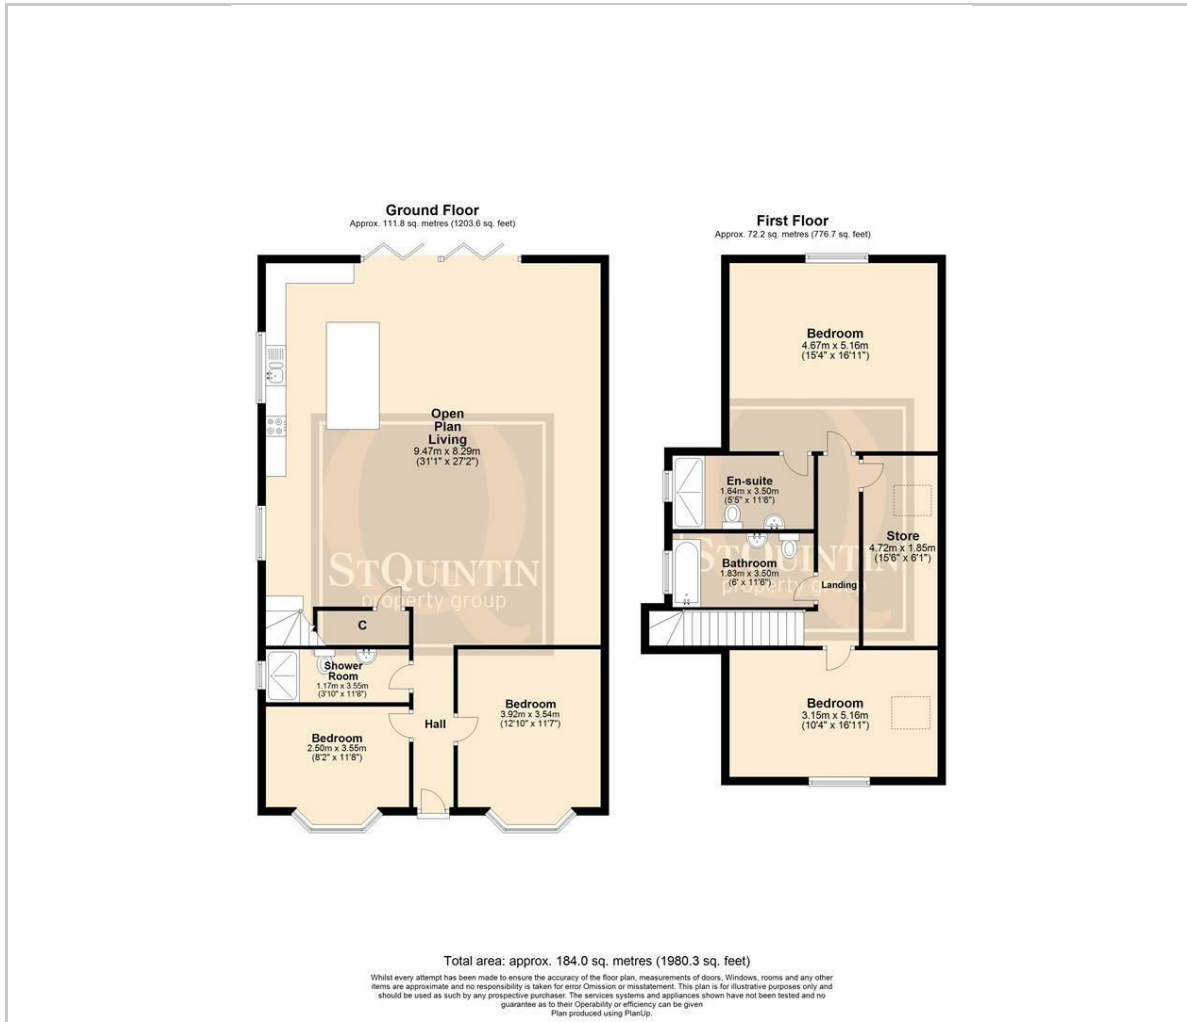 Ground Floor
Approx. 111.8 sq. metres (1203.6 sq. feet)
Open
Plan
Living
9.47m x 8.29m
(31'1" x 27'2")
STQUINTIN
property group
C
Shower
Room
1.17m x 3.55m
(3'10" x 11'8")
Bedroom
2.50m x 3.55m
(8'2" x 11'8")
Hall
Bedroom
3.92m x 3.54m
(12'10" x 11'7")
First Floor
Approx. 72.2 sq. metres (776.7 sq. feet)
Bedroom
4.67m x 5.16m
(15'4" x 16'11")
En-suite
1.64m x 3.50m
(5'5" x 11'6")
Store
4.72m x 1.85m
(15'6" x 6'1")
STQUINTIN
property group
Bathroom
1.83m x 3.50m
(6' x 11'6")
Landing
Bedroom
3.15m x 5.16m
(10'4" x 16'11")
Total area: approx. 184.0 sq. metres (1980.3 sq. feet)
Whilst every attempt has been made to ensure the accuracy of the floor plan, measurements of doors, Windows, rooms and any other
items are approximate and no responsibility is taken for error Omission or misstatement. This plan is for illustrative purposes only and
should be used as such by any prospective purchaser. The services systems and appliances shown have not been tested and no
guarantee as to their Operability or efficiency can be given
Plan produced using PlanUp.